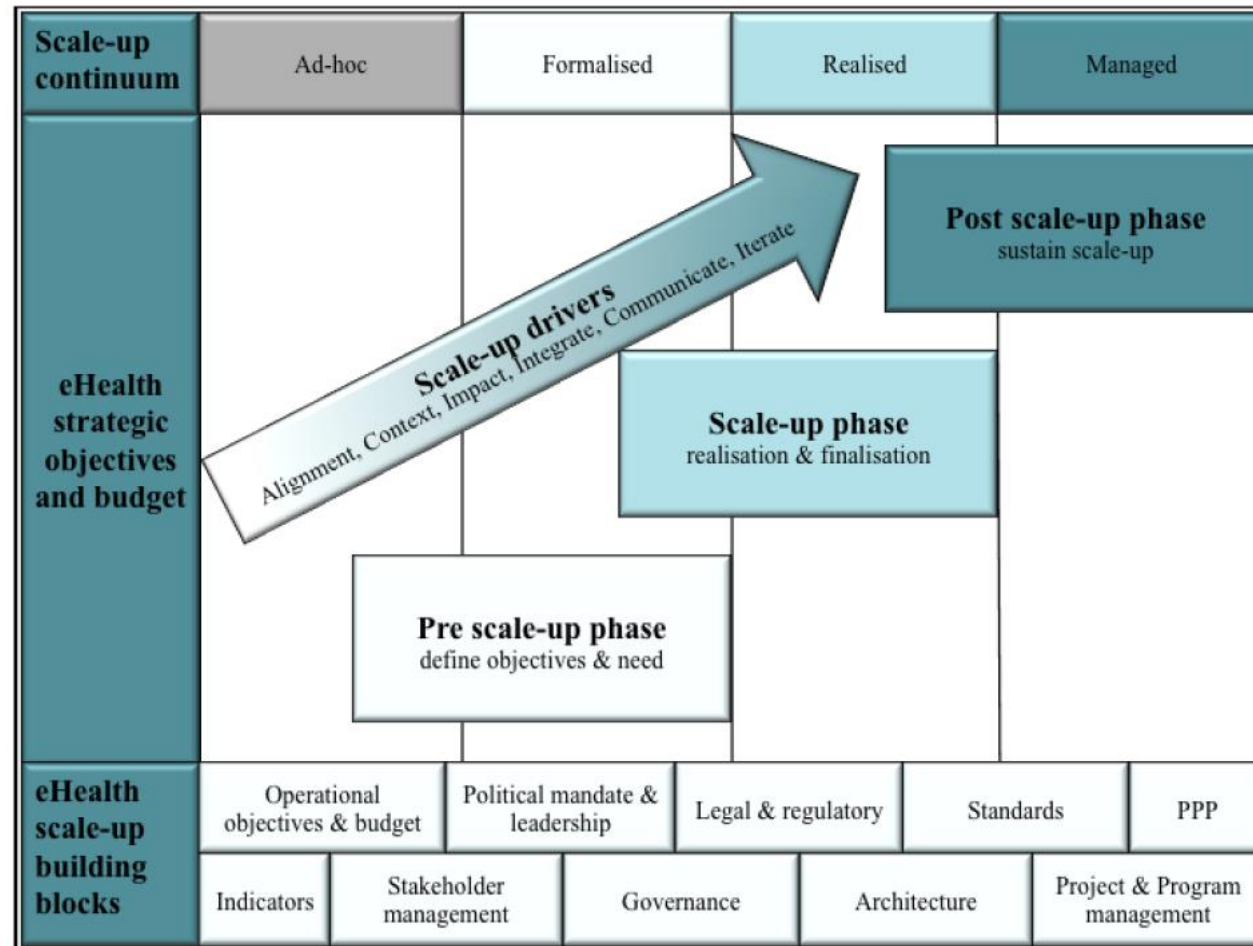 Scale-up
continuum
Ad-hoc
Formalised
Realised
Managed
eHealth
strategic
objectives
and budget
Scale-up drivers
Alignment, Context, Impact, Integrate, Communicate, Iterate
Post scale-up phase
sustain scale-up
Scale-up phase
realisation & finalisation
Pre scale-up phase
define objectives & need
eHealth
scale-up
building
blocks
Operational
objectives & budget
Political mandate &
leadership
Legal & regulatory
Standards
PPP
Indicators
Stakeholder
management
Governance
Architecture
Project & Program
management